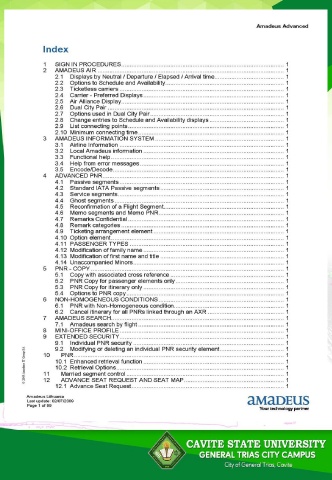 Amadeus Advanced
Index
1 SIGN IN PROCEDURES 1
2 AMADEUS AIR 1
2.1 Displays by Neutral / Departure / Elapsed / Arrival time 1
2.2 Options to Schedule and Availability 1
2.3 Ticketless carriers 1
2.4 Carrier - Preferred Displays 1
2.5 Air Alliance Display 1
2.6 Dual City Pair 1
2.7 Options used in Dual City Pair 1
2.8 Change entries to Schedule and Availability displays 1
2.9 List connecting points 1
2.10 Minimum connecting time 1
3 AMADEUS INFORMATION SYSTEM 1
3.1 Airline Information 1
3.2 Local Amadeus information 1
3.3 Functional help 1
3.4 Help from error messages 1
3.5 Encode/Decode 1
4 ADVANCED PNR 1
4.1 Passive segments 1
4.2 Standard IATA Passive segments 1
4.3 Service segments 1
4.4 Ghost segments 1
4.5 Reconfirmation of a Flight Segment 1
4.6 Memo segments and Memo PNR 1
4.7 Remarks Confidential 1
4.8 Remark categories 1
4.9 Ticketing arrangement element 1
4.10 Option element 1
4.11 PASSENGER TYPES 1
4.12 Modification of family name 1
4.13 Modification of first name and title 1
4.14 Unaccompanied Minors 1
5 PNR - COPY 1
5.1 Copy with associated cross reference 1
5.2 PNR Copy for passenger elements only 1
5.3 PNR Copy for itinerary only 1
5.4 Options to PNR copy 1
6 NON-HOMOGENEOUS CONDITIONS 1
6.1 PNR with Non-Homogeneous condition 1
6.2 Cancel itinerary for all PNRs linked through an AXR 1
7 AMADEUS SEARCH 1
7.1 Amadeus search by flight 1
8 MINI-OFFICE PROFILE 1
9 EXTENDED SECURITY 1
9.1 Individual PNR security 1
9.2 Modifying or deleting an individual PNR security element 1
10 PNR 1
10.1 Enhanced retrieval function 1
10.2 Retrieval Options 1
11 Married segment control 1
12 ADVANCE SEAT REQUEST AND SEAT MAP 1
12.1 Advance Seat Request 1
Amadeus Lithuania
Page 1 of 59
AMADEUS
Your technology partner
CAVITE STATE UNIVERSITY
GENERAL TRIAS CITY CAMPUS
City of General Trias, Cavite